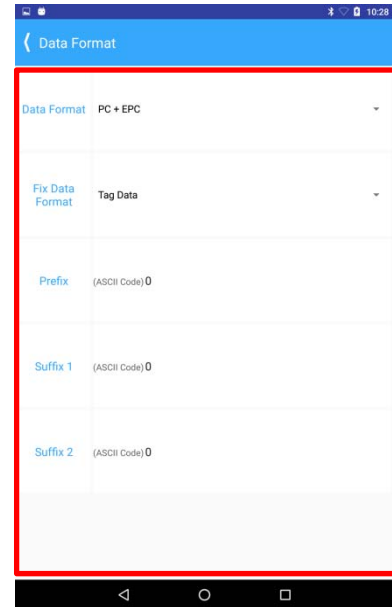 10:28
Data Format
Data Format PC + EPC
Fix Data
Format
Tag Data
Prefix (ASCII Code) 0
Suffix 1 (ASCII Code) 0
Suffix 2 (ASCII Code) 0